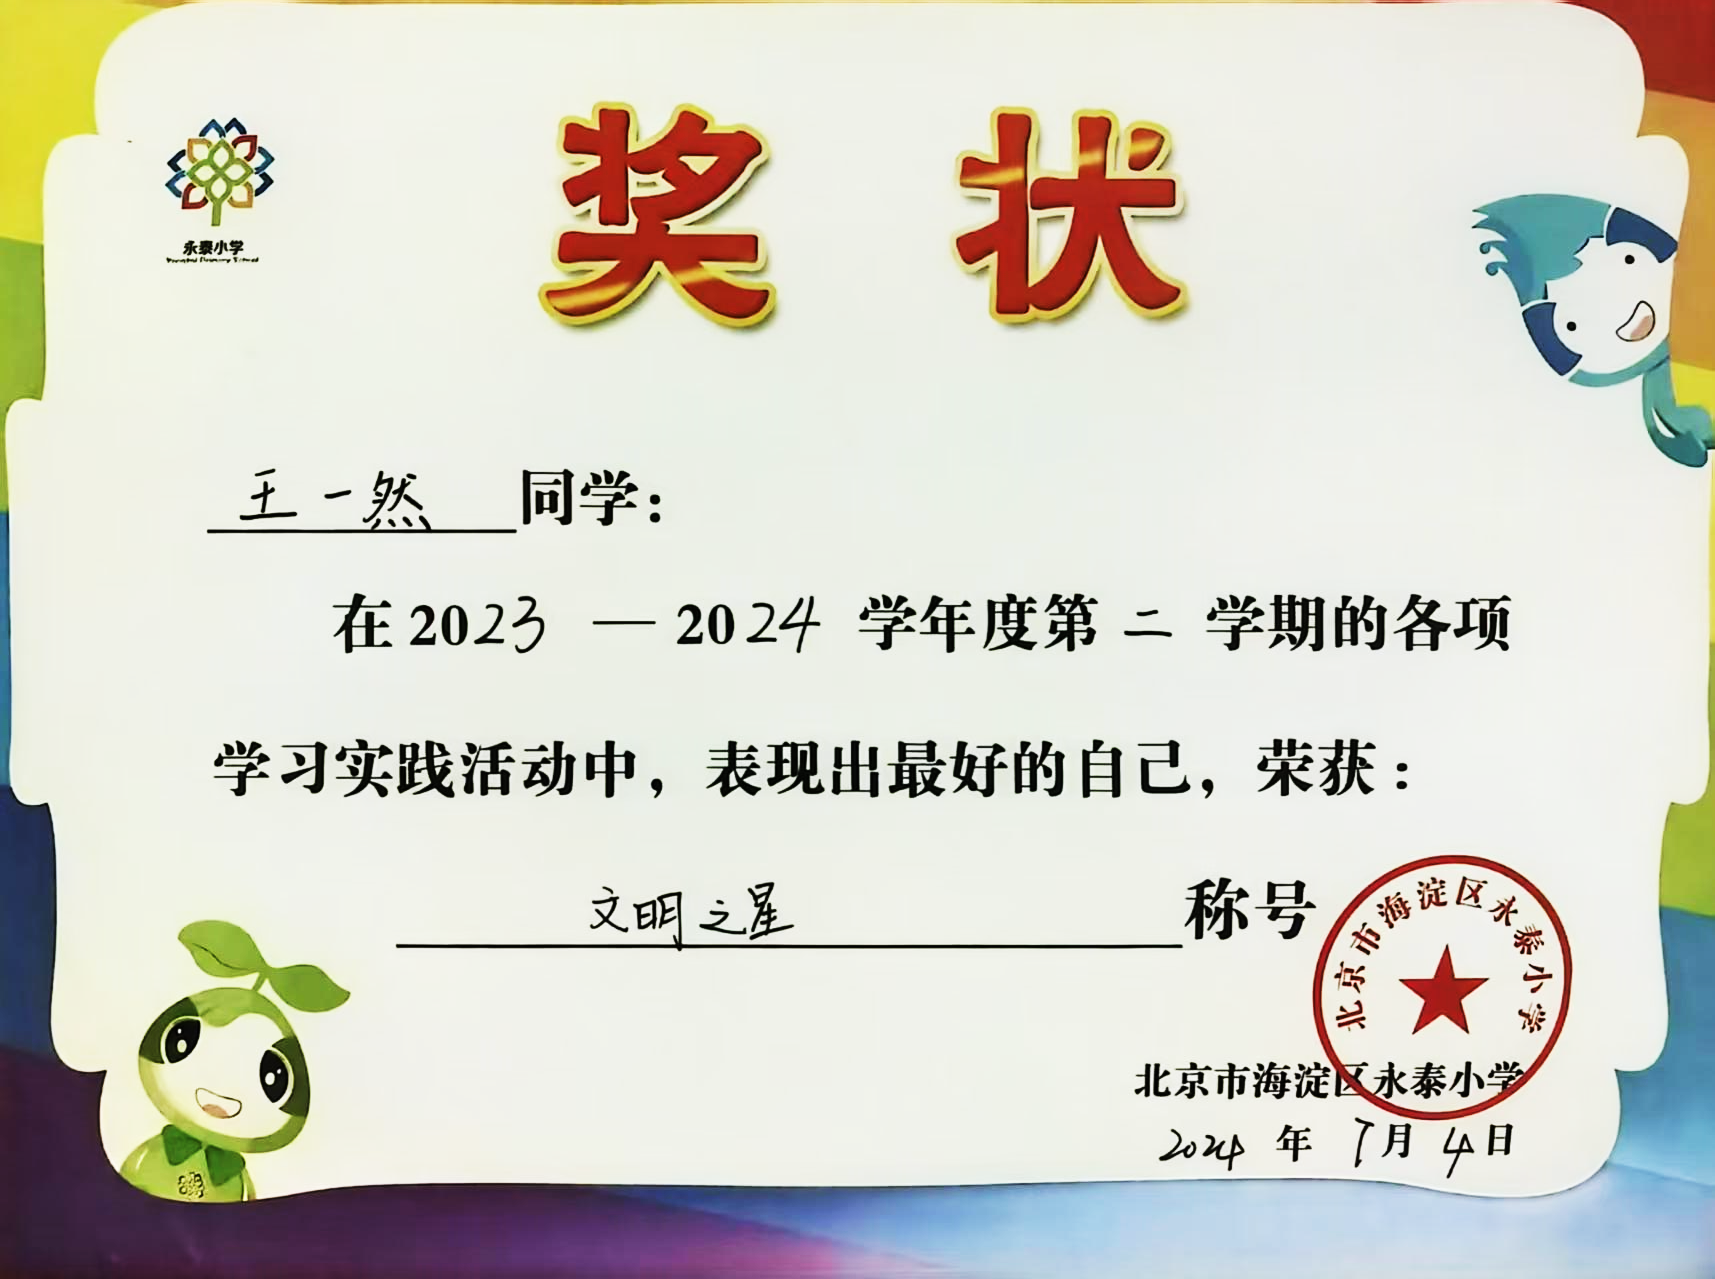 永泰小学
奖 状
王一然 同学：
在2023 — 2024 学年度第 二 学期的各项
学习实践活动中，表现出最好的自己，荣获：
文明之星 称号
北京市海淀区永泰小学
北京市海淀区永泰小学
2024 年 7月 4日